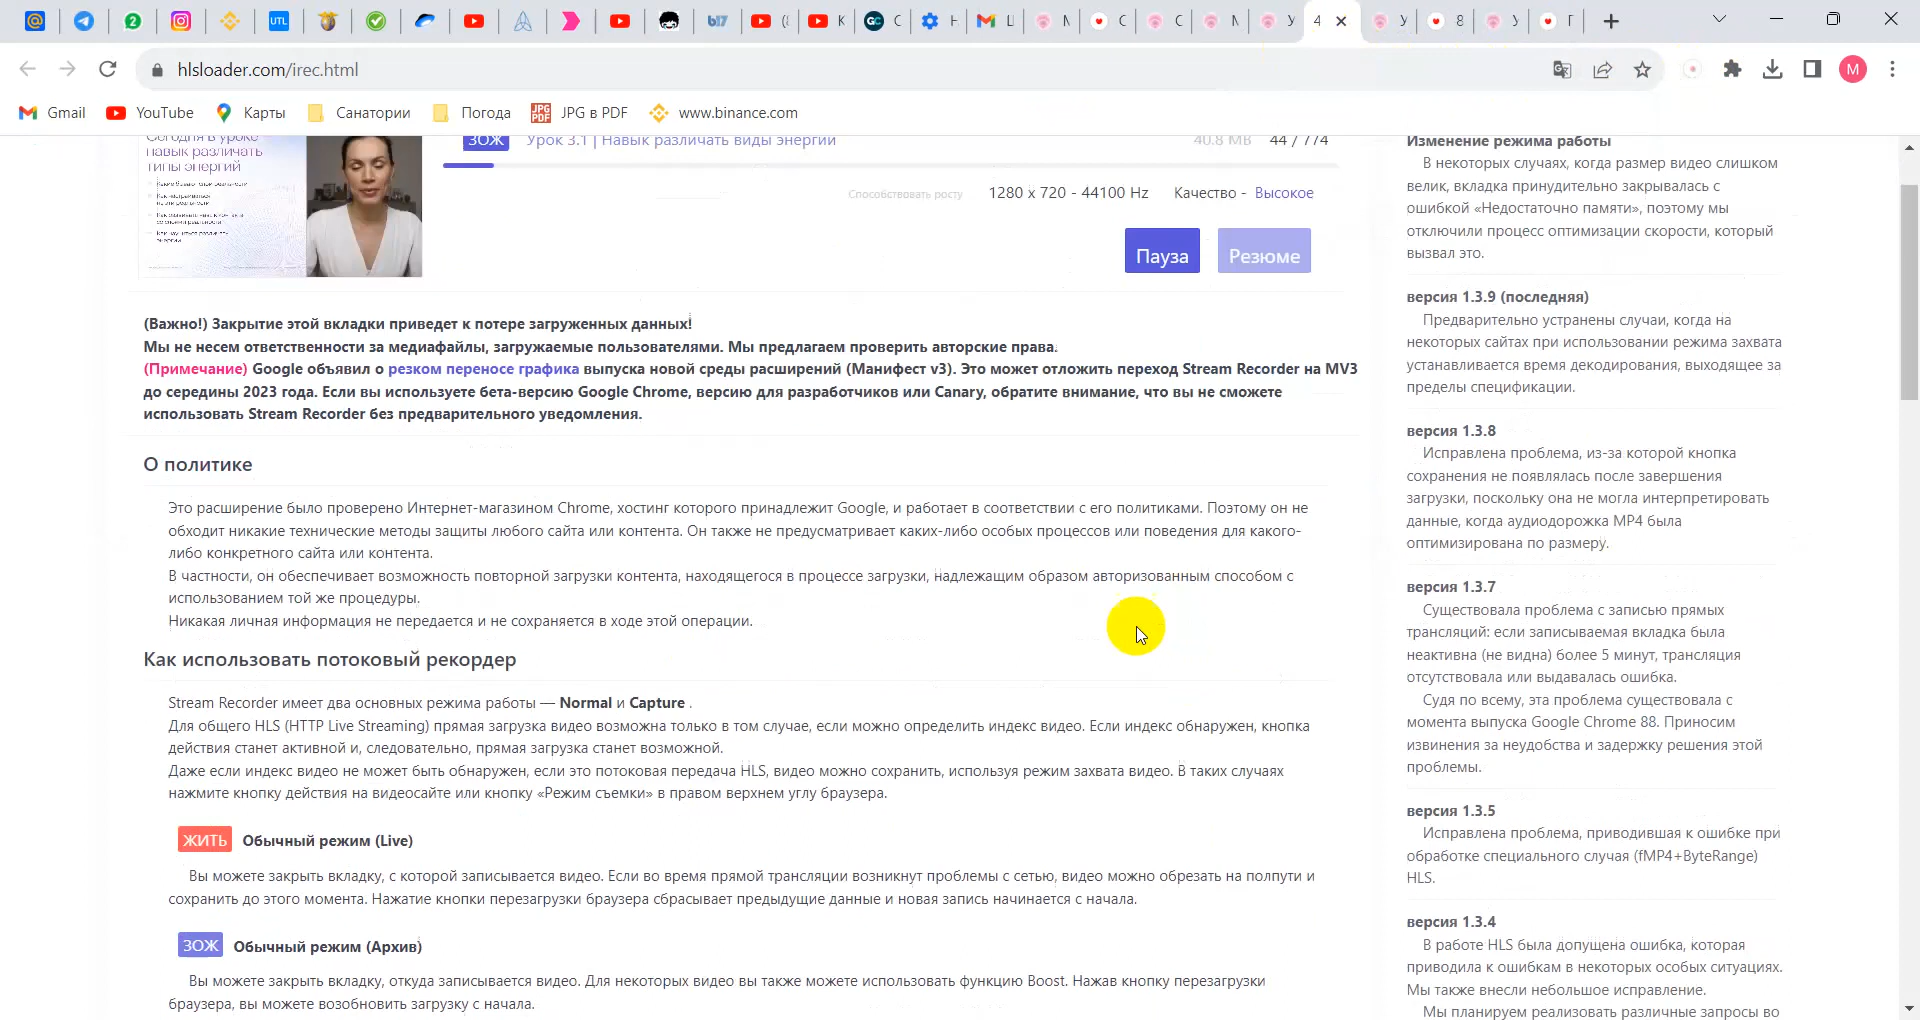 hlsloader.com/irec.html
Gmail YouTube Карты Санатории Погода JPG в PDF www.binance.com
Сегодня в уроке
навык различать
типы энергий
ЗОЖ Урок 3.1 | Навык различать виды энергии 40.8 MB 44 / 774
Способствовать росту 1280 x 720 - 44100 Hz Качество - Высокое
Пауза Резюме
(Важно!) Закрытие этой вкладки приведет к потере загруженных данных!
Мы не несем ответственности за медиафайлы, загружаемые пользователями. Мы предлагаем проверить авторские права.
(Примечание) Google объявил о резком переносе графика выпуска новой среды расширений (Манифест v3). Это может отложить переход Stream Recorder на MV3
до середины 2023 года. Если вы используете бета-версию Google Chrome, версию для разработчиков или Canary, обратите внимание, что вы не сможете
использовать Stream Recorder без предварительного уведомления.
О политике
Это расширение было проверено Интернет-магазином Chrome, хостинг которого принадлежит Google, и работает в соответствии с его политиками. Поэтому он не
обходит никакие технические методы защиты любого сайта или контента. Он также не предусматривает каких-либо особых процессов или поведения для какого-
либо конкретного сайта или контента.
В частности, он обеспечивает возможность повторной загрузки контента, находящегося в процессе загрузки, надлежащим образом авторизованным способом с
использованием той же процедуры.
Никакая личная информация не передается и не сохраняется в ходе этой операции.
Как использовать потоковый рекордер
Stream Recorder имеет два основных режима работы — Normal и Capture .
Для общего HLS (HTTP Live Streaming) прямая загрузка видео возможна только в том случае, если можно определить индекс видео. Если индекс обнаружен, кнопка
действия станет активной и, следовательно, прямая загрузка станет возможной.
Даже если индекс видео не может быть обнаружен, если это потоковая передача HLS, видео можно сохранить, используя режим захвата видео. В таких случаях
нажмите кнопку действия на видеосайте или кнопку «Режим съемки» в правом верхнем углу браузера.
ЖИТЬ Обычный режим (Live)
Вы можете закрыть вкладку, с которой записывается видео. Если во время прямой трансляции возникнут проблемы с сетью, видео можно обрезать на полпути и
сохранить до этого момента. Нажатие кнопки перезагрузки браузера сбрасывает предыдущие данные и новая запись начинается с начала.
ЗОЖ Обычный режим (Архив)
Вы можете закрыть вкладку, откуда записывается видео. Для некоторых видео вы также можете использовать функцию Boost. Нажав кнопку перезагрузки
браузера, вы можете возобновить загрузку с начала.
Изменение режима работы
В некоторых случаях, когда размер видео слишком
велик, вкладка принудительно закрывалась с
ошибкой «Недостаточно памяти», поэтому мы
отключили процесс оптимизации скорости, который
вызвал это.
версия 1.3.9 (последняя)
Предварительно устранены случаи, когда на
некоторых сайтах при использовании режима захвата
устанавливается время декодирования, выходящее за
пределы спецификации.
версия 1.3.8
Исправлена проблема, из-за которой кнопка
сохранения не появлялась после завершения
загрузки, поскольку она не могла интерпретировать
данные, когда аудиодорожка MP4 была
оптимизирована по размеру.
версия 1.3.7
Существовала проблема с записью прямых
трансляций: если записываемая вкладка была
неактивна (не видна) более 5 минут, трансляция
отсутствовала или выдавалась ошибка.
Судя по всему, эта проблема существовала с
момента выпуска Google Chrome 88. Приносим
извинения за неудобства и задержку решения этой
проблемы.
версия 1.3.5
Исправлена проблема, приводившая к ошибке при
обработке специального случая (fMP4+ByteRange)
HLS.
версия 1.3.4
В работе HLS была допущена ошибка, которая
приводила к ошибкам в некоторых особых ситуациях.
Мы также внесли небольшое исправление.
Мы планируем реализовать различные запросы во